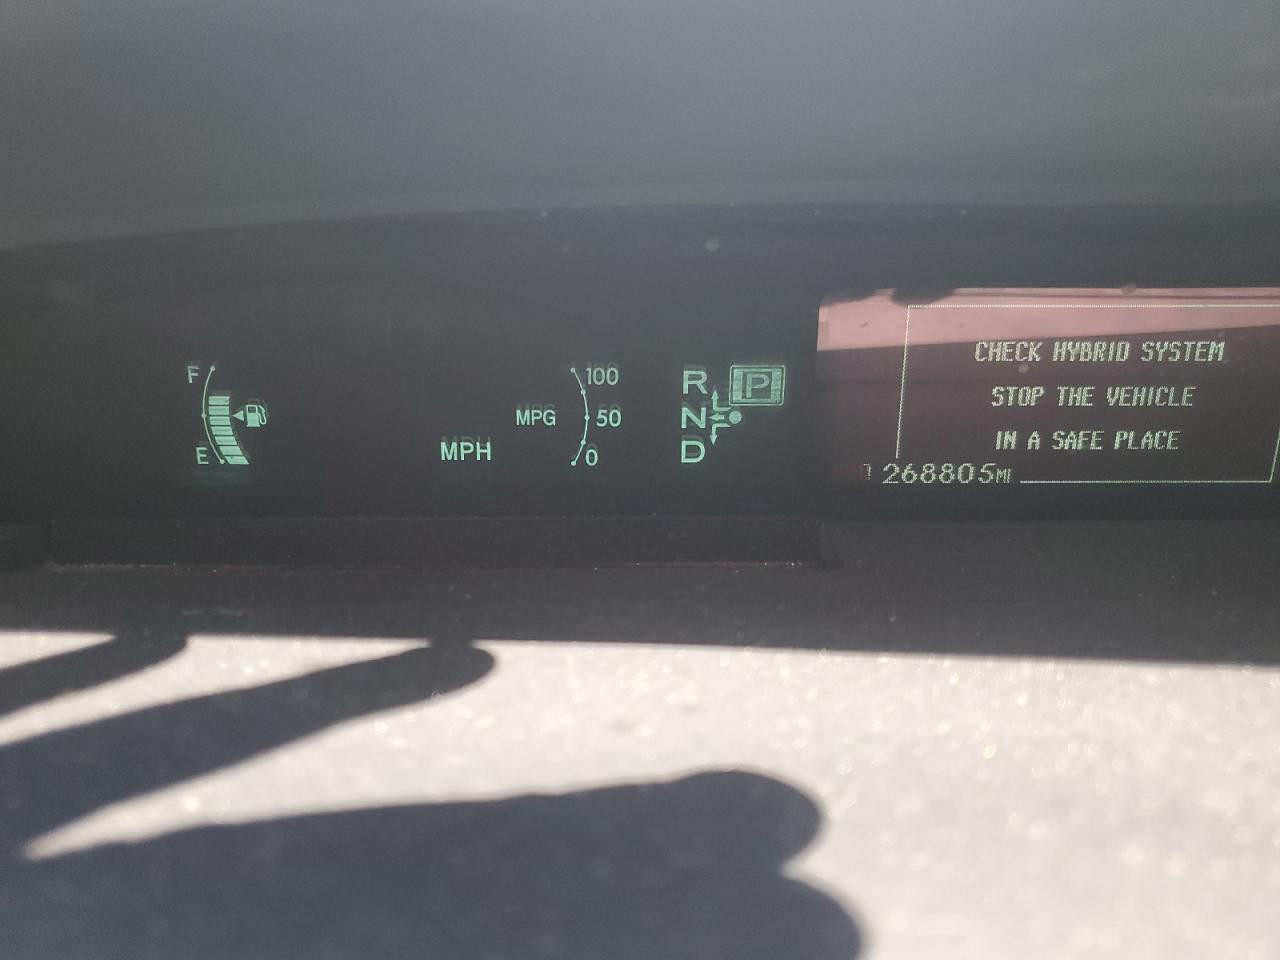 F
E
MPH
MPG
100
50
0
R P
N
D
CHECK HYBRID SYSTEM
STOP THE VEHICLE
IN A SAFE PLACE
268805MI